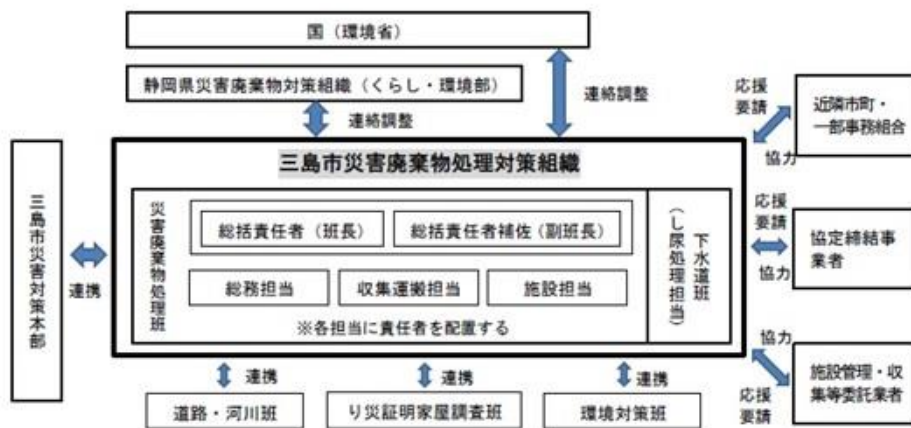 国（環境省）
静岡県災害廃棄物対策組織（くらし・環境部）
連絡調整
連絡調整
応援
要請
協力
近隣市町・
一部事務組合
三島市災害対策本部
連携
三島市災害廃棄物処理対策組織
災害廃棄物処理班
総括責任者（班長）
総括責任者補佐（副班長）
総務担当
収集運搬担当
施設担当
※各担当に責任者を配置する
下水道班
（し尿処理担当）
応援
要請
協力
協定締結事
業者
協力
応援
要請
施設管理・収
集等委託業者
連携
連携
連携
道路・河川班
り災証明家屋調査班
環境対策班